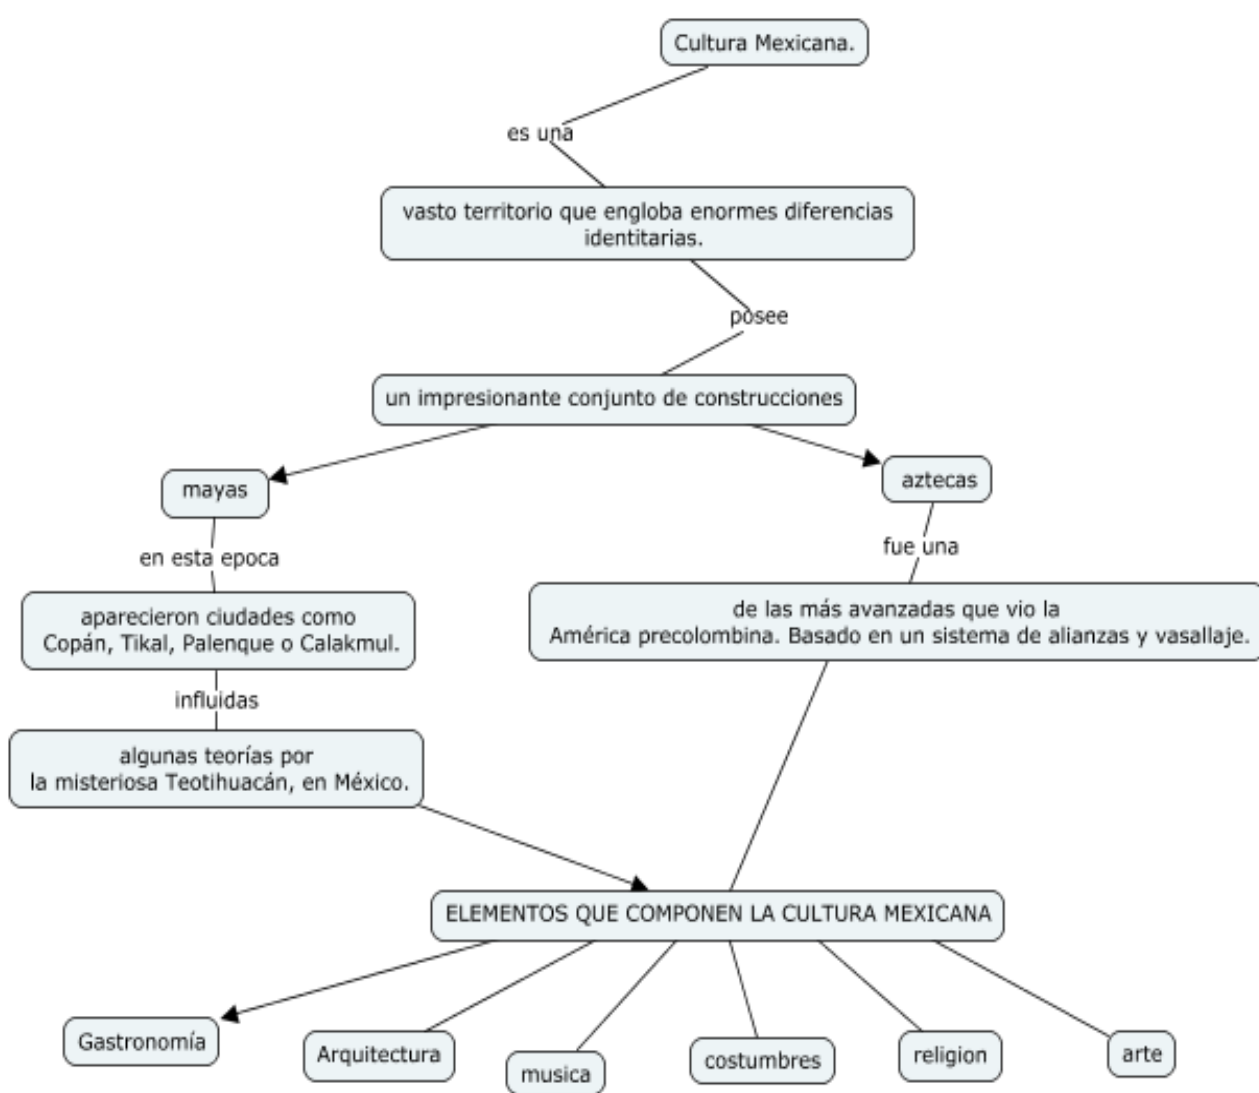 Cultura Mexicana.
es una
vasto territorio que engloba enormes diferencias
identitarias.
posee
un impresionante conjunto de construcciones
mayas
aztecas
en esta epoca
fue una
aparecieron ciudades como
Copán, Tikal, Palenque o Calakmul.
de las más avanzadas que vio la
América precolombina. Basado en un sistema de alianzas y vasallaje.
influidas
algunas teorías por
la misteriosa Teotihuacán, en México.
ELEMENTOS QUE COMPONEN LA CULTURA MEXICANA
Gastronomía
Arquitectura
musica
costumbres
religion
arte